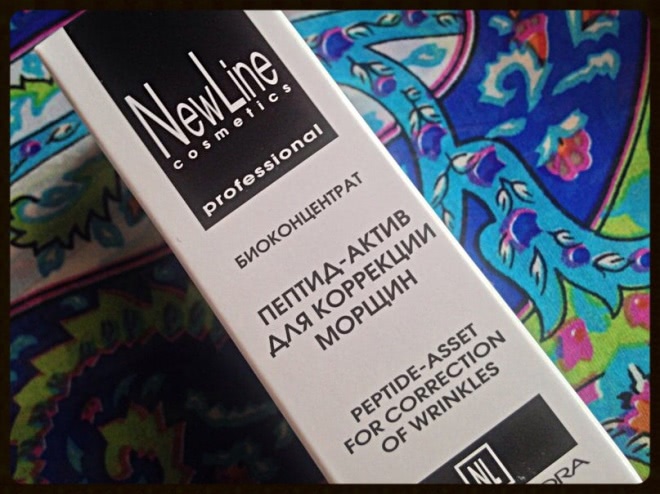 NewLine
cosmetics
professional
БИОКОНЦЕНТРАТ
ПЕПТИД-АКТИВ
ДЛЯ КОРРЕКЦИИ
МОРЩИН
PEPTIDE-ASSET
FOR CORRECTION
OF WRINKLES
NL